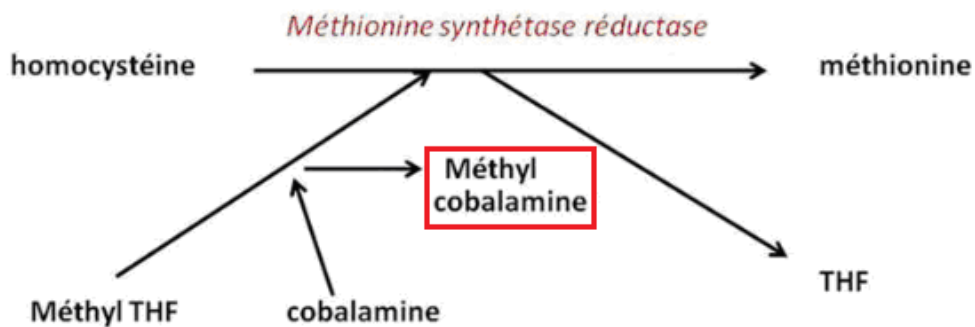 Méthionine synthétase réductase
homocystéine
méthionine
Méthyl
cobalamine
Méthyl THF
cobalamine
THF